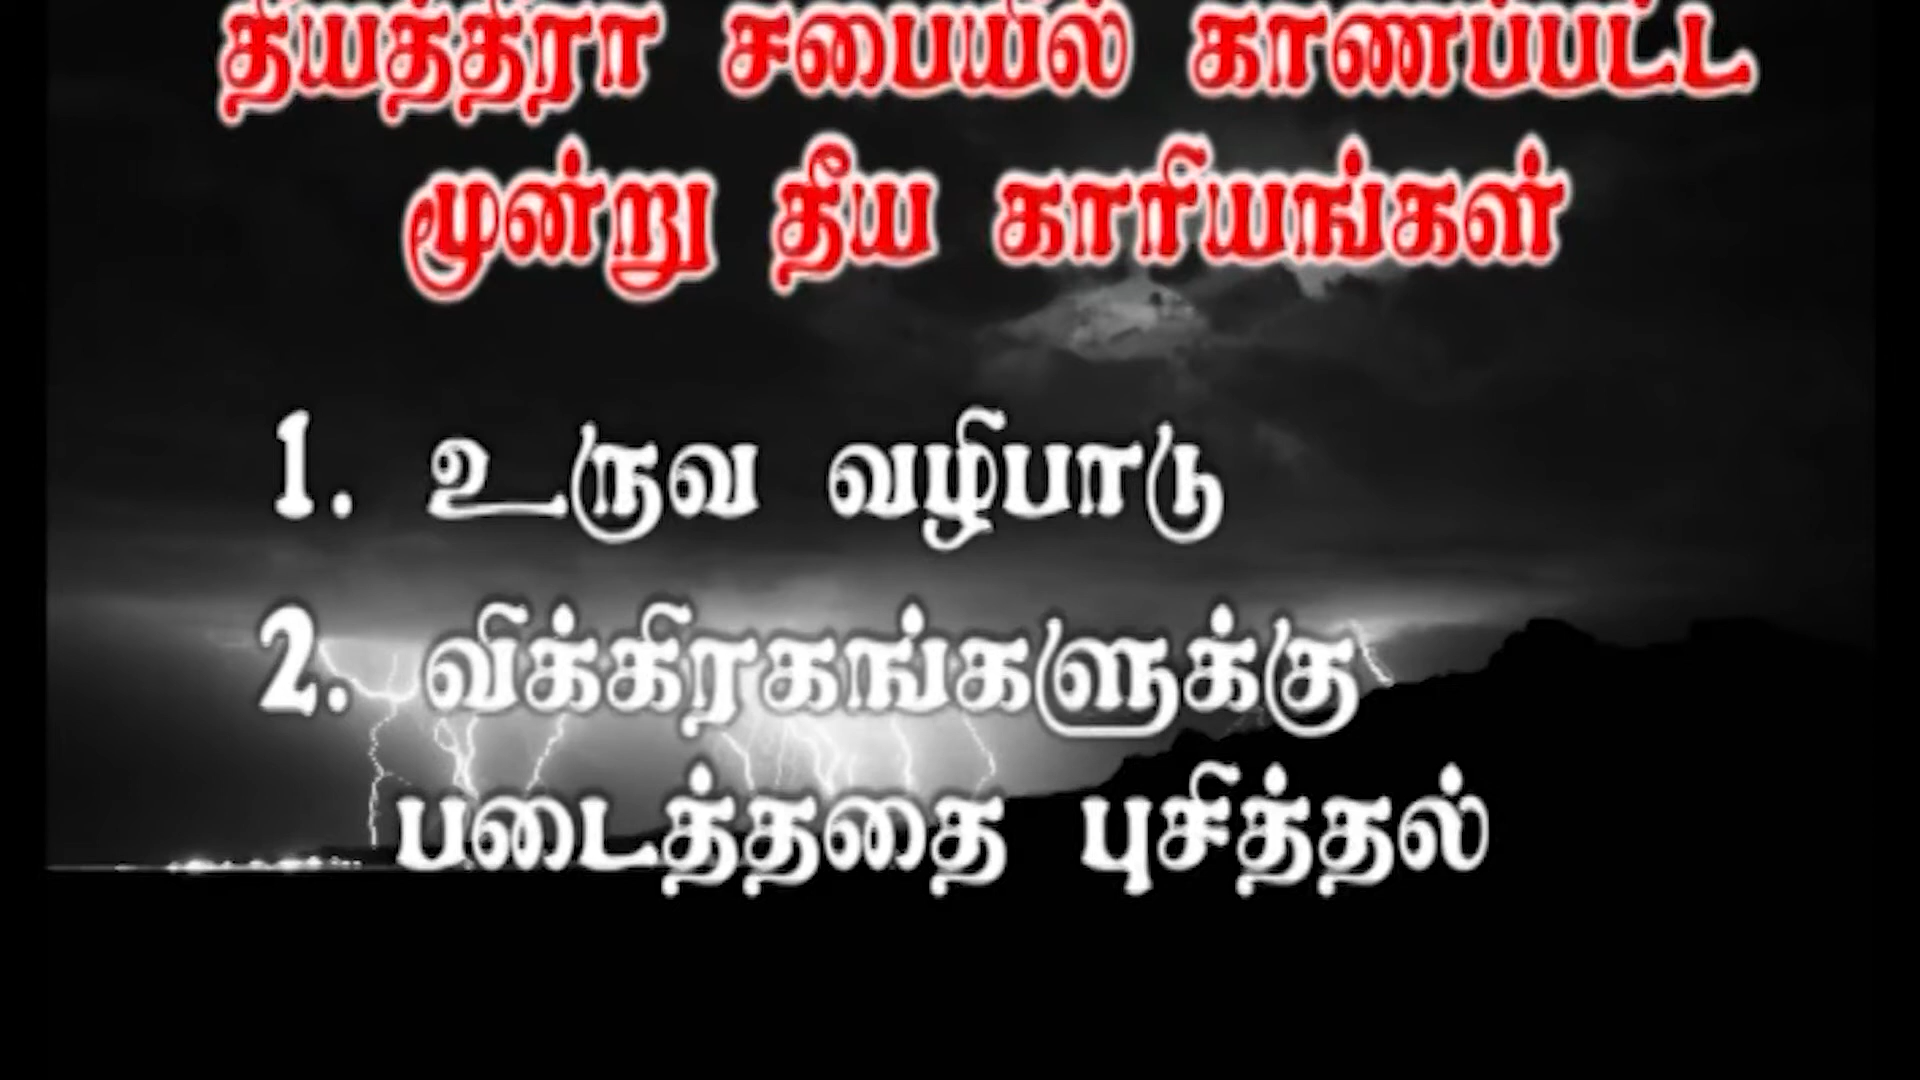 தியத்திரா சபையில் காணப்பட்ட
மூன்று தீய காரியங்கள்
1. உருவ வழிபாடு
2. விக்கிரகங்களுக்கு
படைத்ததை புசித்தல்